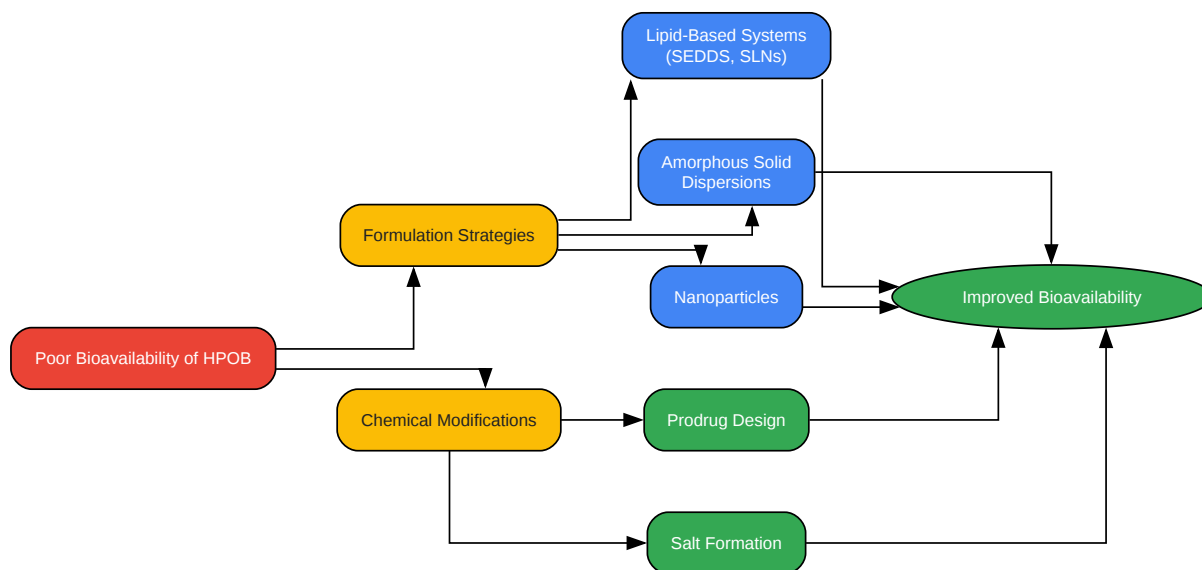 Lipid-Based Systems
(SEDDS, SLNs)
Amorphous Solid
Dispersions
Formulation Strategies
Nanoparticles
Improved Bioavailability
Poor Bioavailability of HPOB
Chemical Modifications
Prodrug Design
Salt Formation